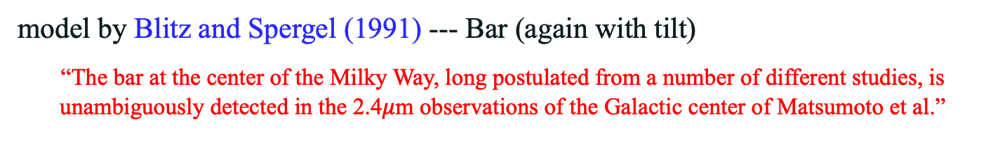 model by Blitz and Spergel (1991) --- Bar (again with tilt)
“The bar at the center of the Milky Way, long postulated from a number of different studies, is
unambiguously detected in the 2.4μm observations of the Galactic center of Matsumoto et al.”